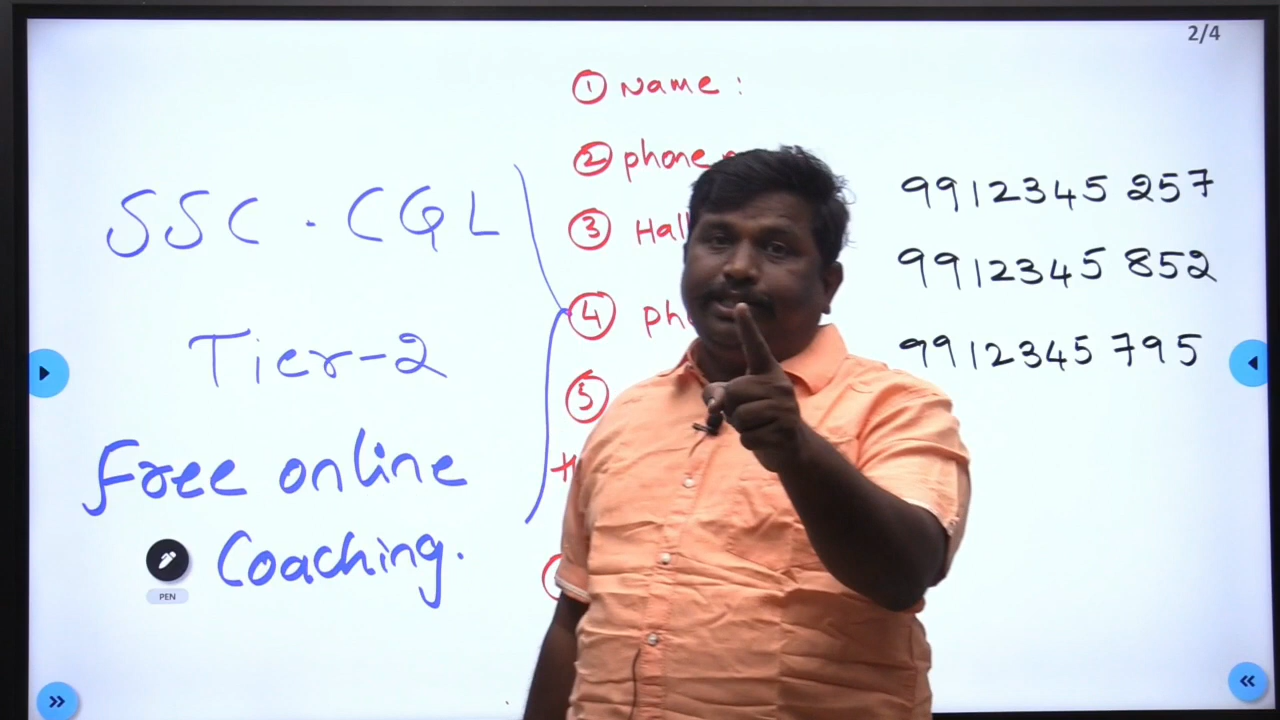 2/4
SSC . CGL
Tier-2
Free online
Coaching.
PEN
① Name :
② phone
③ Hall
④ ph
⑤
9912345 257
9912345 852
9912345 795